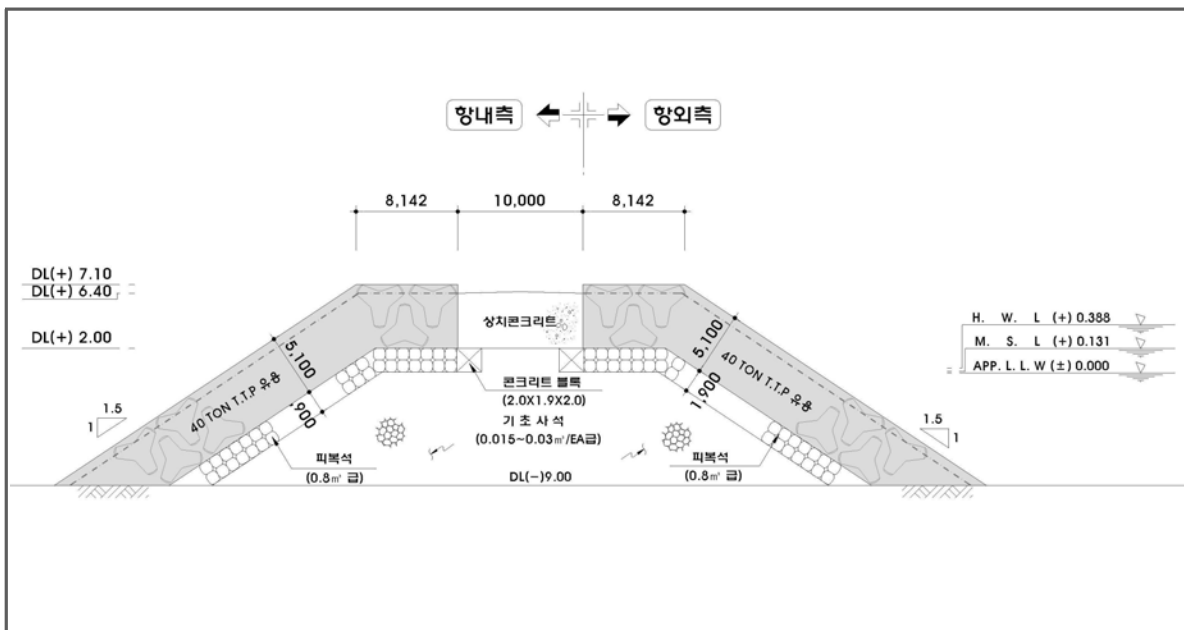 항내측 항외측
8,142 10,000 8,142
DL(+) 7.10
DL(+) 6.40
DL(+) 2.00
상치콘크리트
H. W. L (+) 0.388
M. S. L (+) 0.131
APP. L. L. W (±) 0.000
5,100
1,900
40 TON T.T.P 유용
5,100
1,900
40 TON T.T.P 유용
콘크리트 블록
(2.0X1.9X2.0)
기초사석
(0.015~0.03㎥/EA급)
1.5
1
1.5
1
피복석
(0.8㎥ 급)
피복석
(0.8㎥ 급)
DL(-)9.00